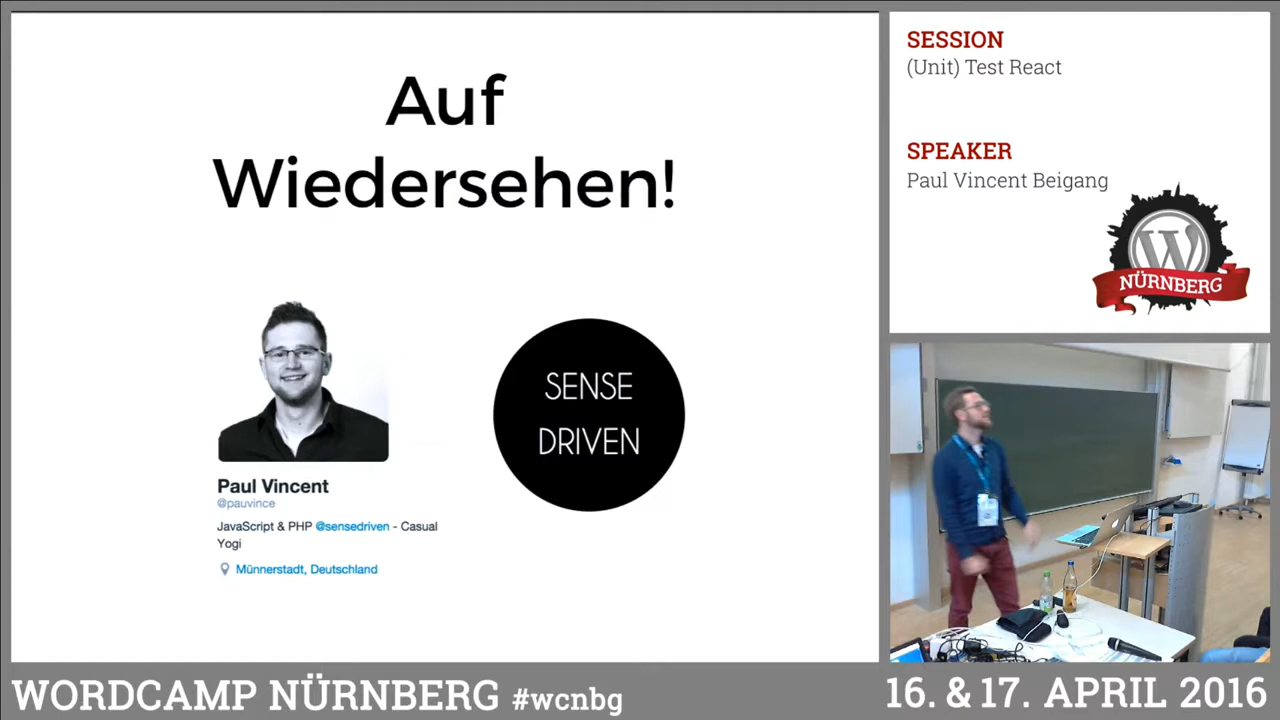 Auf
Wiedersehen!
SENSE
DRIVEN
Paul Vincent
@pauvince
JavaScript & PHP @sensedriven - Casual
Yogi
Münnerstadt, Deutschland
SESSION
(Unit) Test React
SPEAKER
Paul Vincent Beigang
W
NÜRNBERG
WORDCAMP NÜRNBERG #wcnbg
16. & 17. APRIL 2016